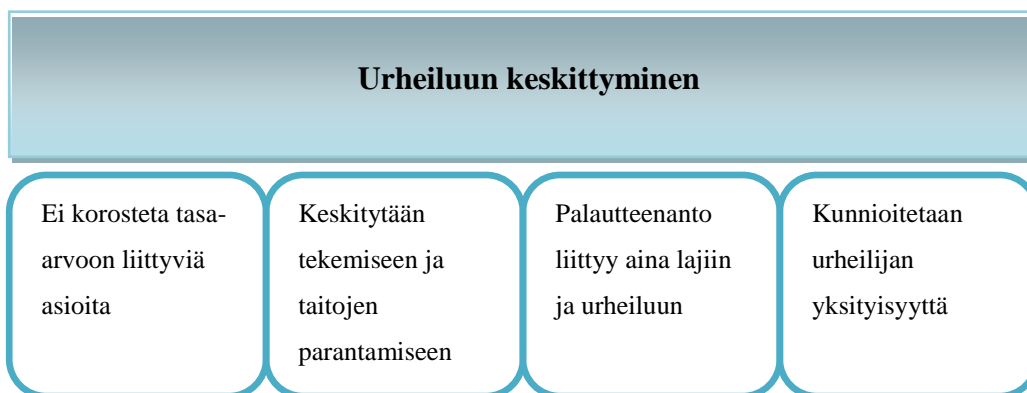 Urheiluun keskittyminen
Ei korosteta tasa-
arvoon liittyviä
asioita
Keskitytään
tekemiseen ja
taitojen
parantamiseen
Palautteenanto
liittyy aina lajiin
ja urheiluun
Kunnioitetaan
urheilijan
yksityisyyttä